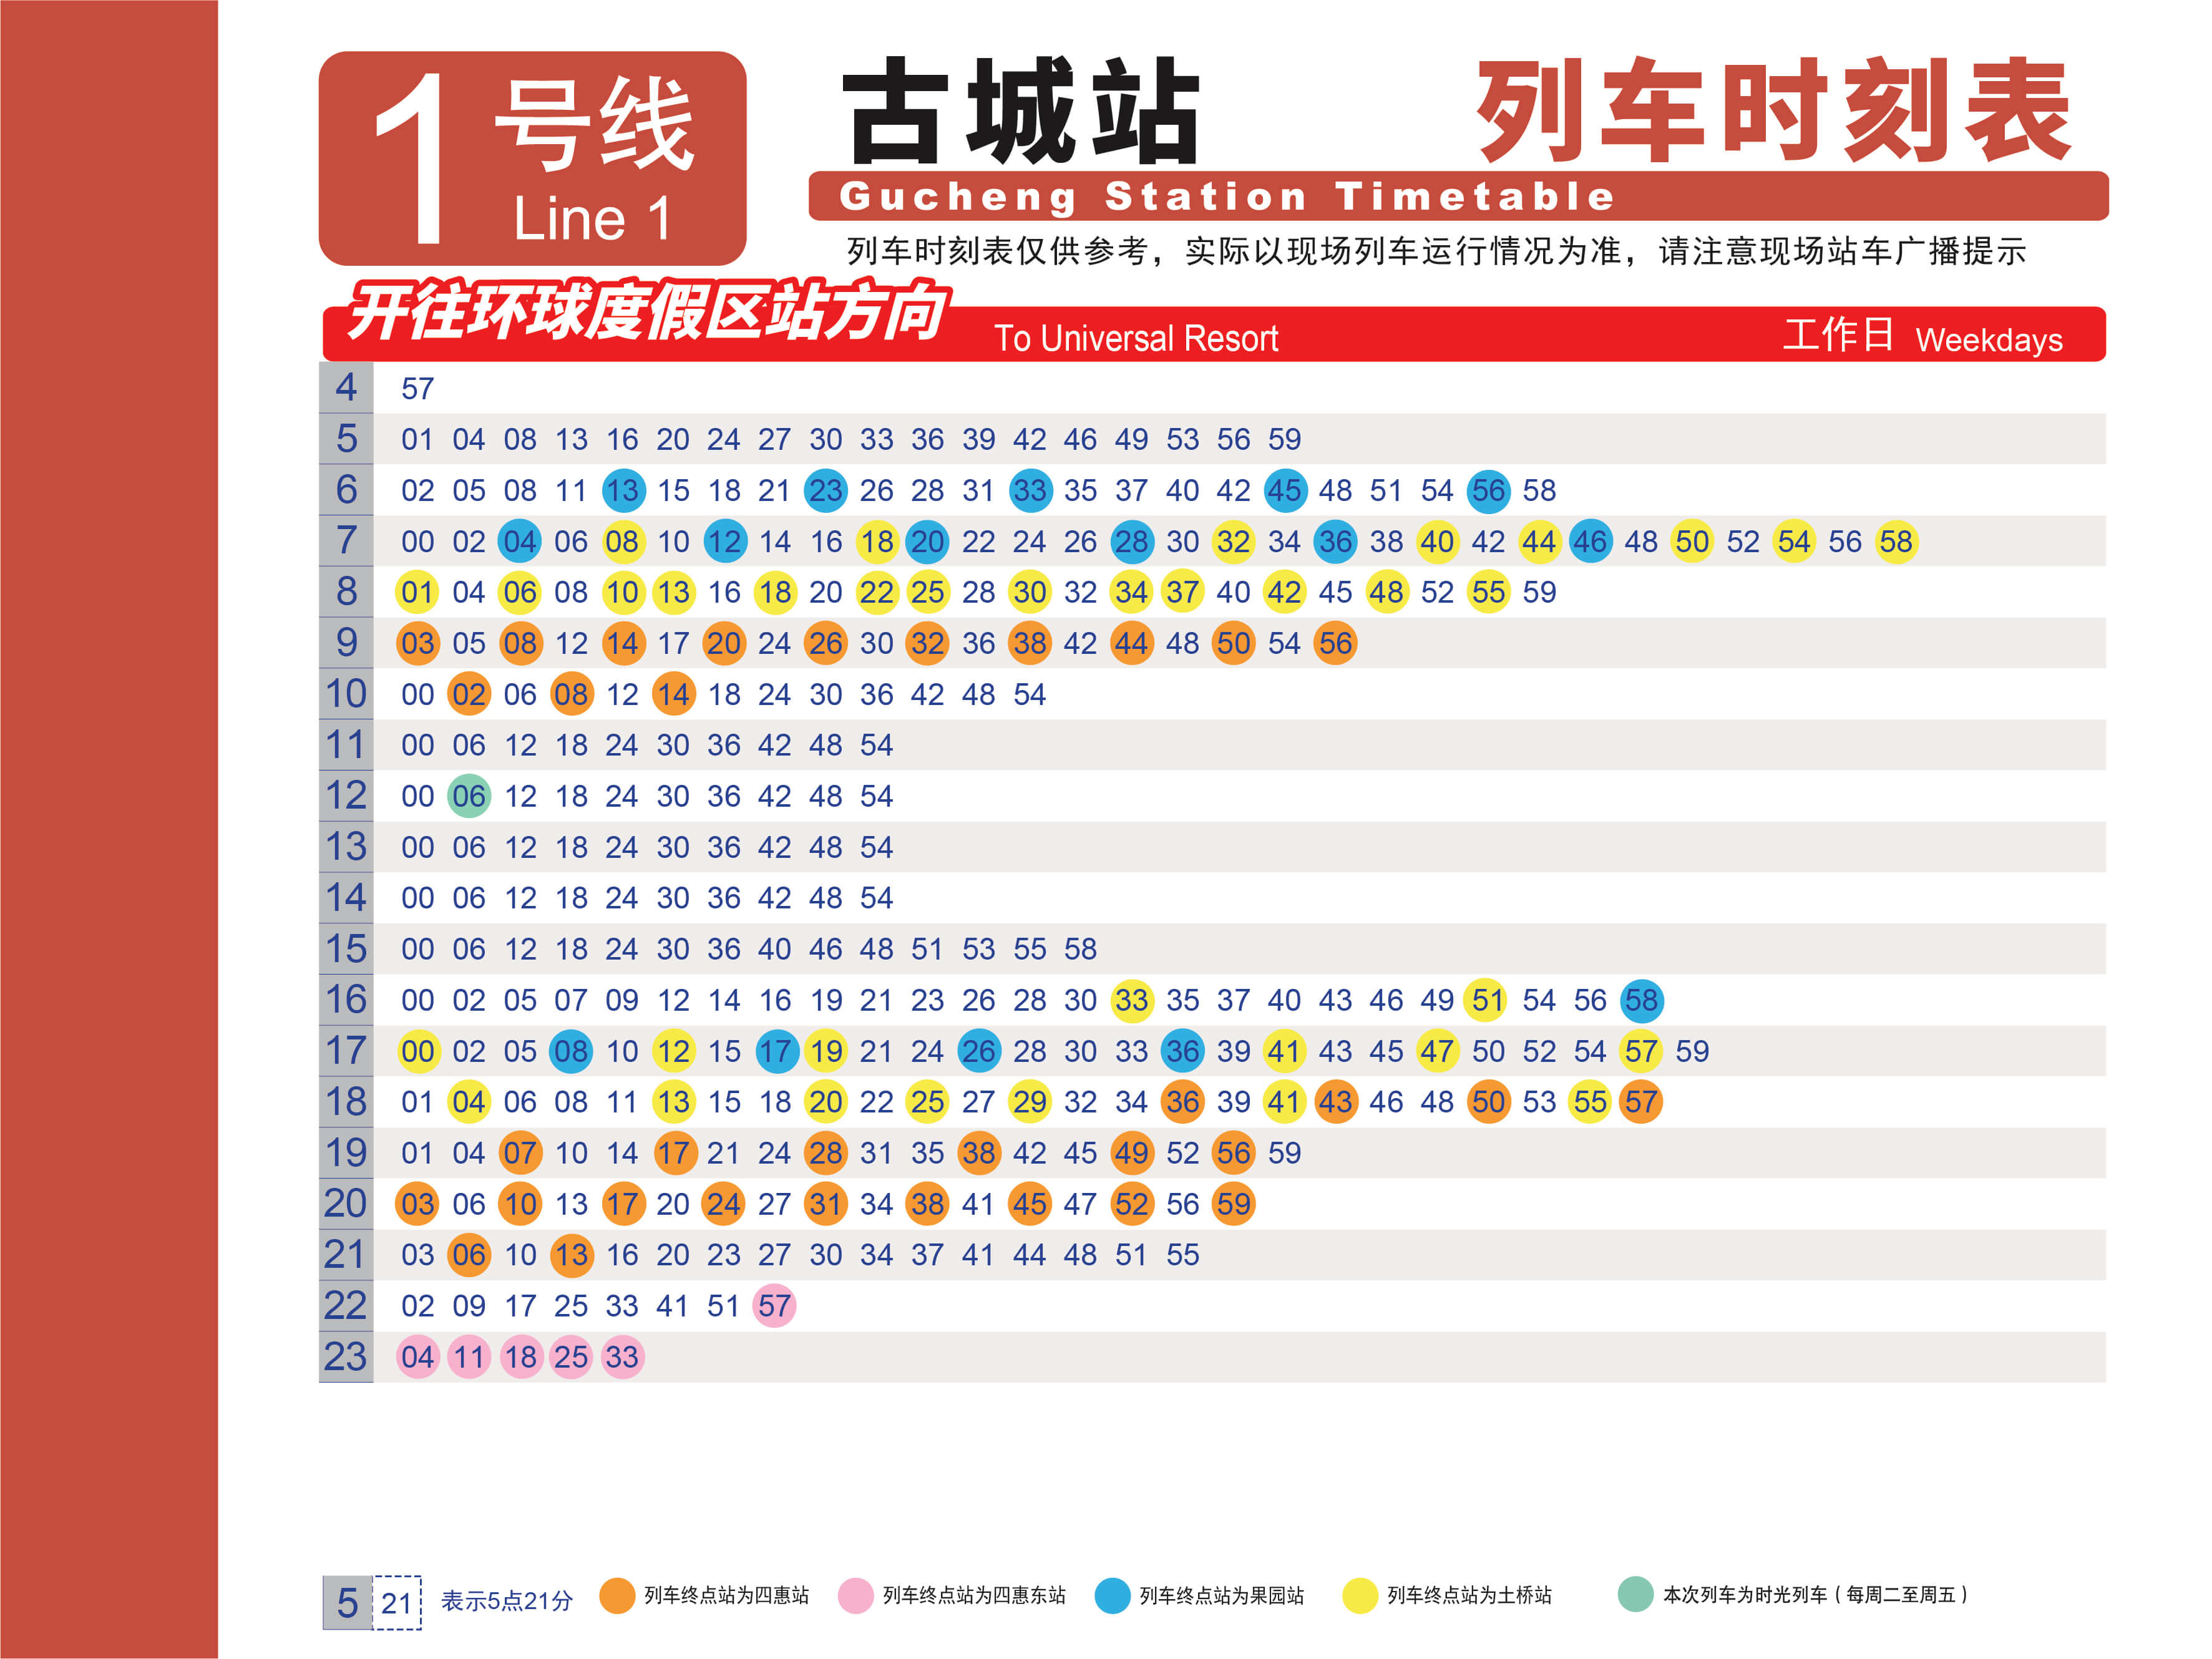 1号线
Line 1
古城站 列车时刻表
Gucheng Station Timetable
列车时刻表仅供参考，实际以现场列车运行情况为准，请注意现场站车广播提示
开往环球度假区站方向 To Universal Resort 工作日 Weekdays
4 57
5 01 04 08 13 16 20 24 27 30 33 36 39 42 46 49 53 56 59
6 02 05 08 11 13 15 18 21 23 26 28 31 33 35 37 40 42 45 48 51 54 56 58
7 00 02 04 06 08 10 12 14 16 18 20 22 24 26 28 30 32 34 36 38 40 42 44 46 48 50 52 54 56 58
8 01 04 06 08 10 13 16 18 20 22 25 28 30 32 34 37 40 42 45 48 52 55 59
9 03 05 08 12 14 17 20 24 26 30 32 36 38 42 44 48 50 54 56
10 00 02 06 08 12 14 18 24 30 36 42 48 54
11 00 06 12 18 24 30 36 42 48 54
12 00 06 12 18 24 30 36 42 48 54
13 00 06 12 18 24 30 36 42 48 54
14 00 06 12 18 24 30 36 42 48 54
15 00 06 12 18 24 30 36 40 46 48 51 53 55 58
16 00 02 05 07 09 12 14 16 19 21 23 26 28 30 33 35 37 40 43 46 49 51 54 56 58
17 00 02 05 08 10 12 15 17 19 21 24 26 28 30 33 36 39 41 43 45 47 50 52 54 57 59
18 01 04 06 08 11 13 15 18 20 22 25 27 29 32 34 36 39 41 43 46 48 50 53 55 57
19 01 04 07 10 14 17 21 24 28 31 35 38 42 45 49 52 56 59
20 03 06 10 13 17 20 24 27 31 34 38 41 45 47 52 56 59
21 03 06 10 13 16 20 23 27 30 34 37 41 44 48 51 55
22 02 09 17 25 33 41 51 57
23 04 11 18 25 33
5 21 表示5点21分 列车终点站为四惠站 列车终点站为四惠东站 列车终点站为果园站 列车终点站为土桥站 本次列车为时光列车（每周二至周五）